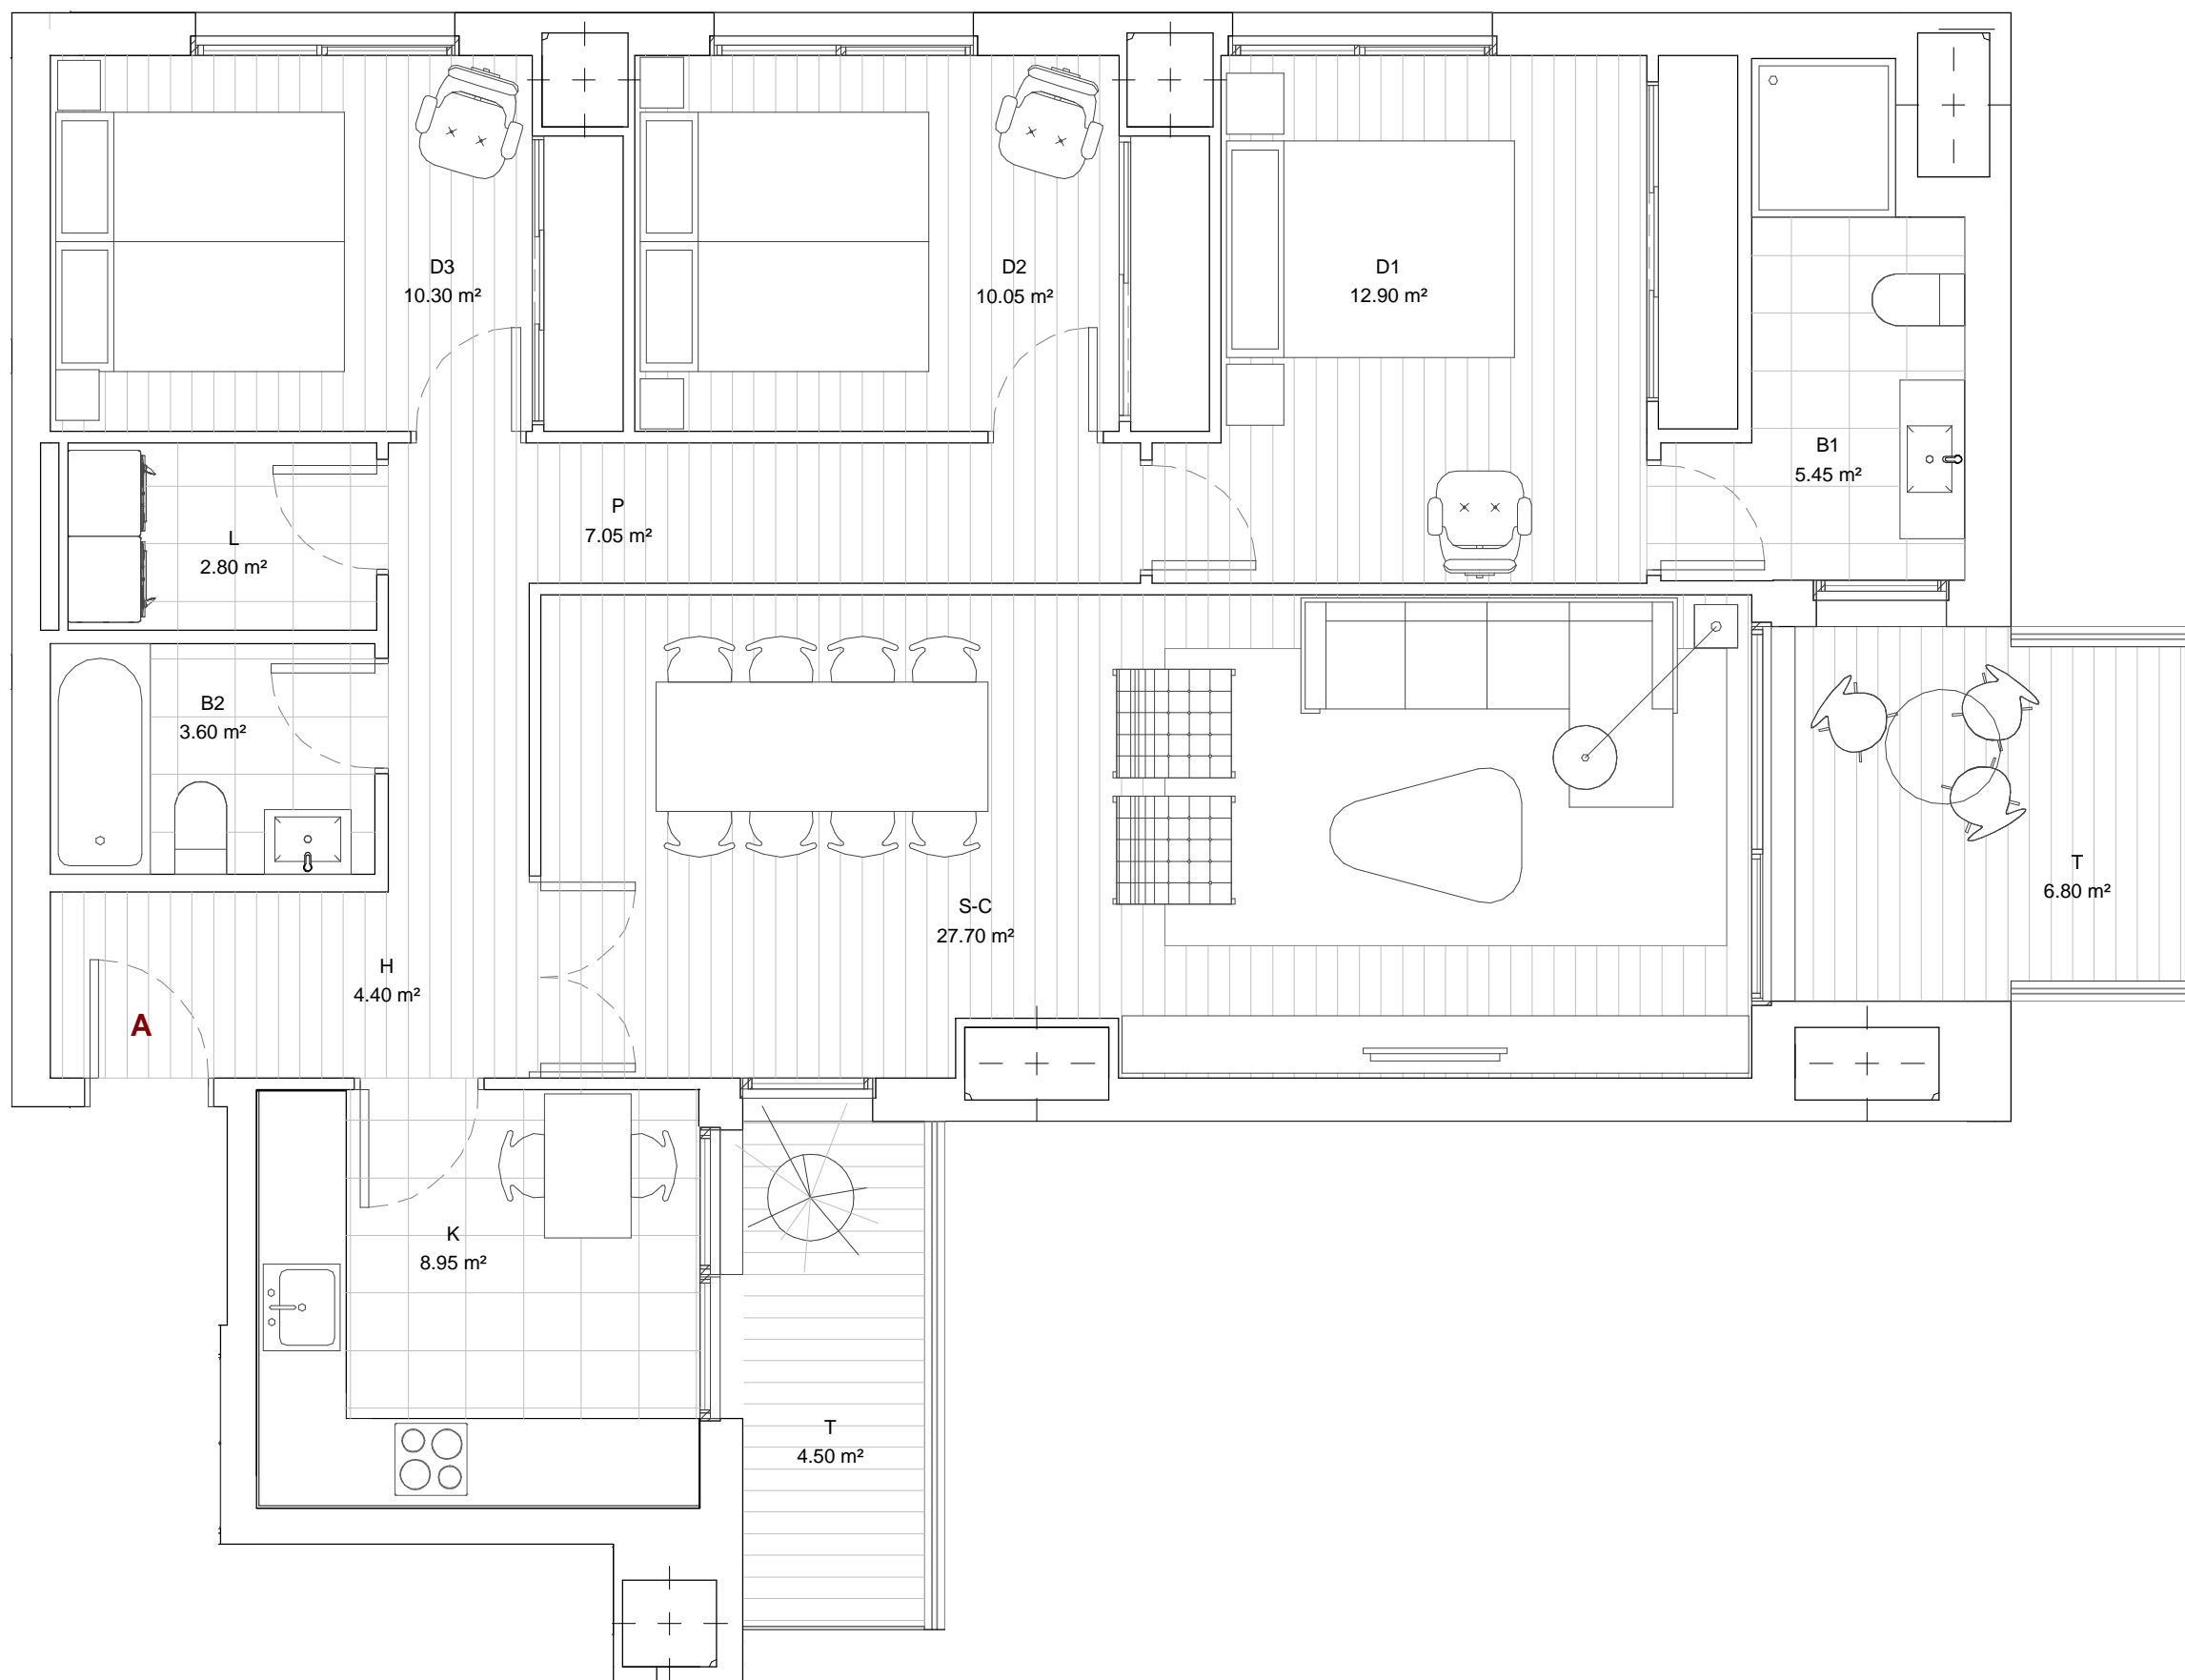 D3
10.30 m²
D2
10.05 m²
D1
12.90 m²
B1
5.45 m²
P
7.05 m²
L
2.80 m²
B2
3.60 m²
T
6.80 m²
S-C
27.70 m²
H
4.40 m²
A
K
8.95 m²
T
4.50 m²